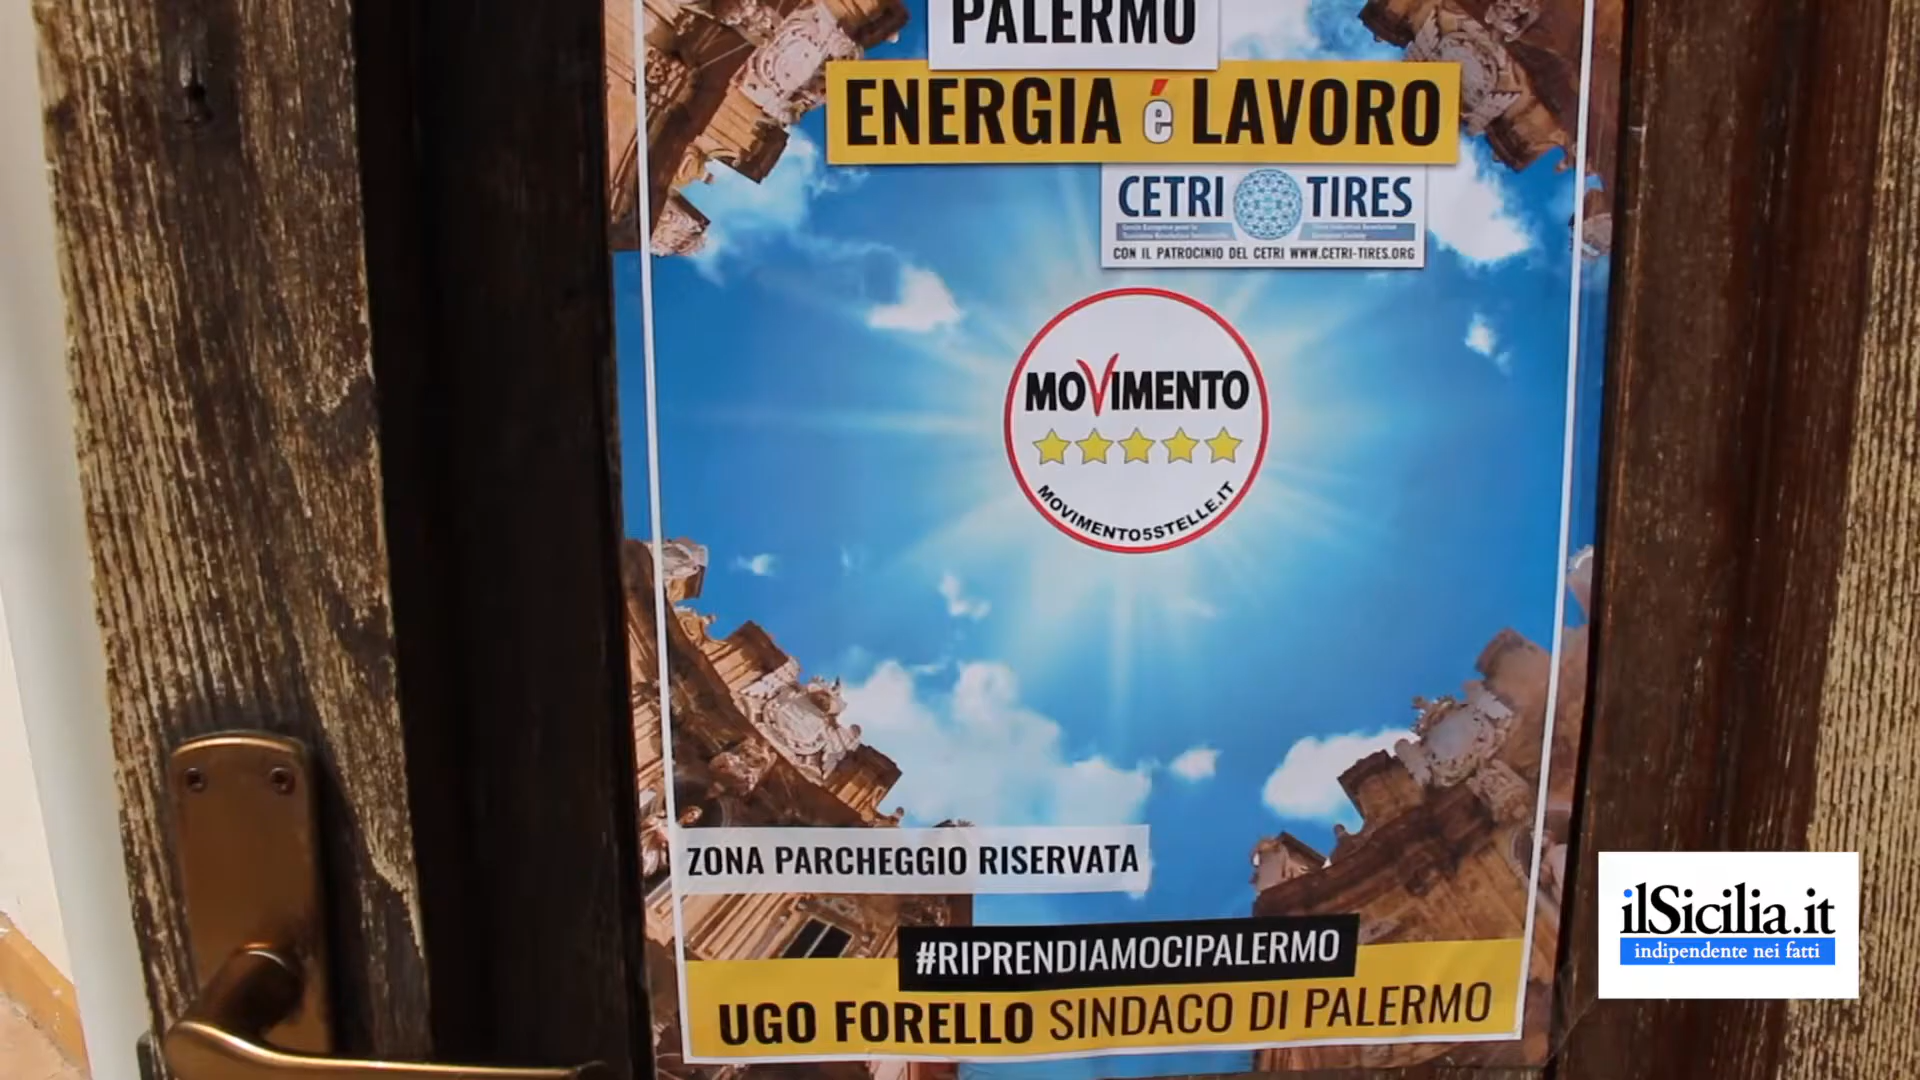 PALERMO
ENERGIA é LAVORO
CETRI TIRES
CON IL PATROCINIO DEL CETRI WWW.CETRI-TIRES.ORG
MOVIMENTO
MOVIMENTO5STELLE.IT
ZONA PARCHEGGIO RISERVATA
#RIPRENDIAMOCIPALERMO
UGO FORELLO SINDACO DI PALERMO
ilSicilia.it
indipendente nei fatti